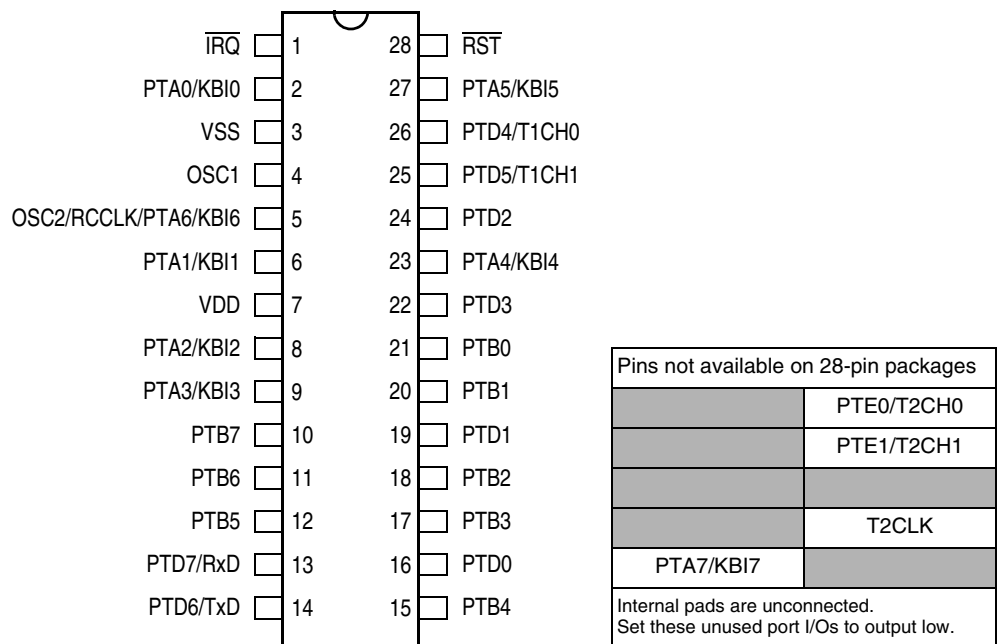 IRQ 1 28 RST
PTA0/KBI0 2 27 PTA5/KBI5
VSS 3 26 PTD4/T1CH0
OSC1 4 25 PTD5/T1CH1
OSC2/RCCLK/PTA6/KBI6 5 24 PTD2
PTA1/KBI1 6 23 PTA4/KBI4
VDD 7 22 PTD3
PTA2/KBI2 8 21 PTB0
PTA3/KBI3 9 20 PTB1
PTB7 10 19 PTD1
PTB6 11 18 PTB2
PTB5 12 17 PTB3
PTD7/RxD 13 16 PTD0
PTD6/TxD 14 15 PTB4
Pins not available on 28-pin packages
PTE0/T2CH0
PTE1/T2CH1
T2CLK
PTA7/KBI7
Internal pads are unconnected.
Set these unused port I/Os to output low.